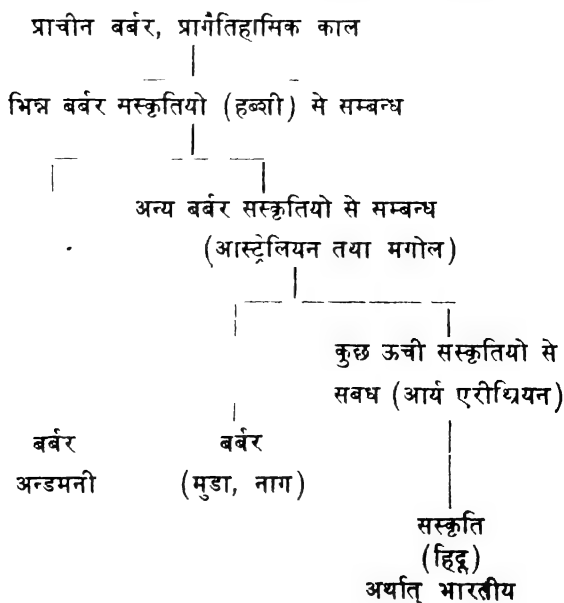 प्राचीन बर्बर, प्रागैतिहासिक काल
भिन्न बर्बर मस्कृतियो (हब्शी) मे सम्बन्ध
अन्य बर्बर सस्कृतियो से सम्बन्ध
(आस्ट्रेलियन तथा मगोल)
कुछ ऊची सस्कृतियो से
सबध (आर्य एरीथ्रियन)
बर्बर बर्बर
अन्डमनी (मुडा, नाग)
सस्कृति
(हिंदू)
अर्थात् भारतीय